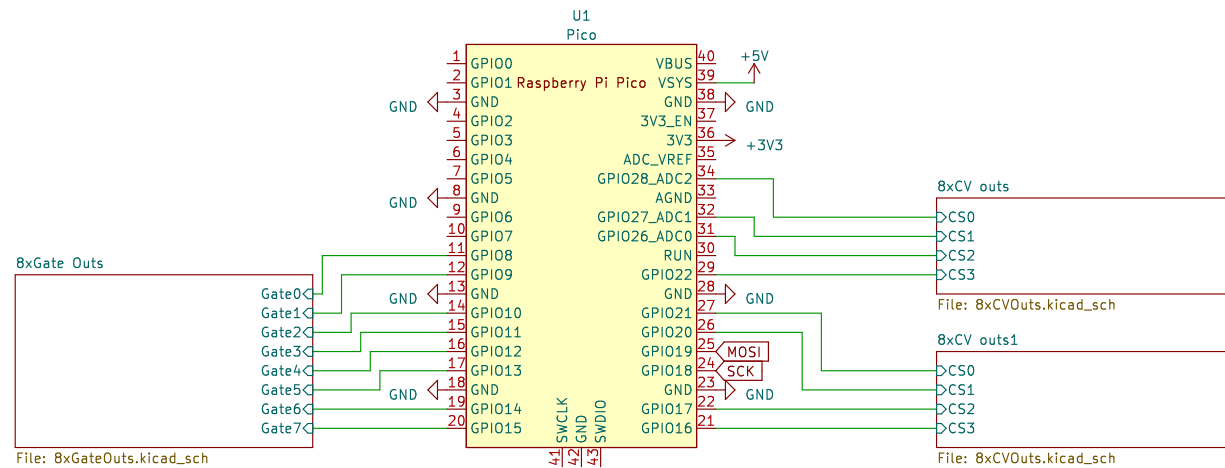 U1
Pico
Raspberry Pi Pico
1 GPIO0
2 GPIO1
3 GND
GND
4 GPIO2
5 GPIO3
6 GPIO4
7 GPIO5
8 GND
GND
9 GPIO6
10 GPIO7
11 GPIO8
12 GPIO9
13 GND
GND
14 GPIO10
15 GPIO11
16 GPIO12
17 GPIO13
18 GND
GND
19 GPIO14
20 GPIO15
VBUS 40
VSYS 39
+5V
GND 38
GND
3V3_EN 37
3V3 36
+3V3
ADC_VREF 35
GPIO28_ADC2 34
AGND 33
GPIO27_ADC1 32
GPIO26_ADC0 31
RUN 30
GPIO22 29
GND 28
GND
GPIO21 27
GPIO20 26
GPIO19 25
MOSI
GPIO18 24
SCK
GND 23
GND
GPIO17 22
GPIO16 21
SWCLK 41
GND 42
SWDIO 43
8xGate Outs
Gate0
Gate1
Gate2
Gate3
Gate4
Gate5
Gate6
Gate7
File: 8xGateOuts.kicad_sch
8xCV outs
CS0
CS1
CS2
CS3
File: 8xCVOuts.kicad_sch
8xCV outs1
CS0
CS1
CS2
CS3
File: 8xCVOuts.kicad_sch